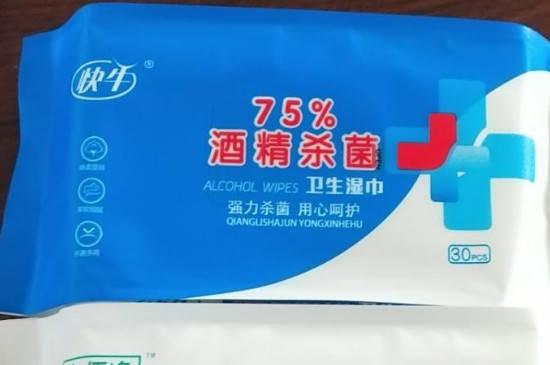 快牛®
75%
酒精杀菌
ALCOHOL WIPES 卫生湿巾
强力杀菌 用心呵护
QIANGLISHAJUN YONGXINHEHU
30PCS
TM